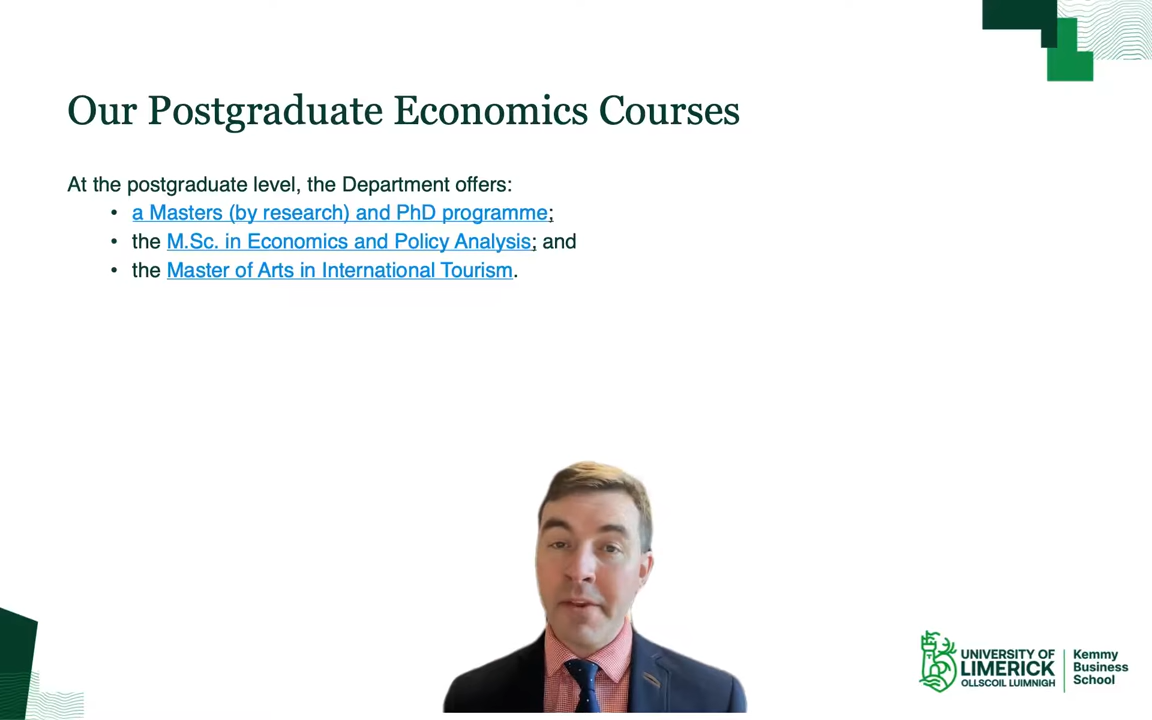 Our Postgraduate Economics Courses
At the postgraduate level, the Department offers:
• a Masters (by research) and PhD programme;
• the M.Sc. in Economics and Policy Analysis; and
• the Master of Arts in International Tourism.
UNIVERSITY OF
LIMERICK
OLLSCOIL LUIMNIGH
Kemmy
Business
School